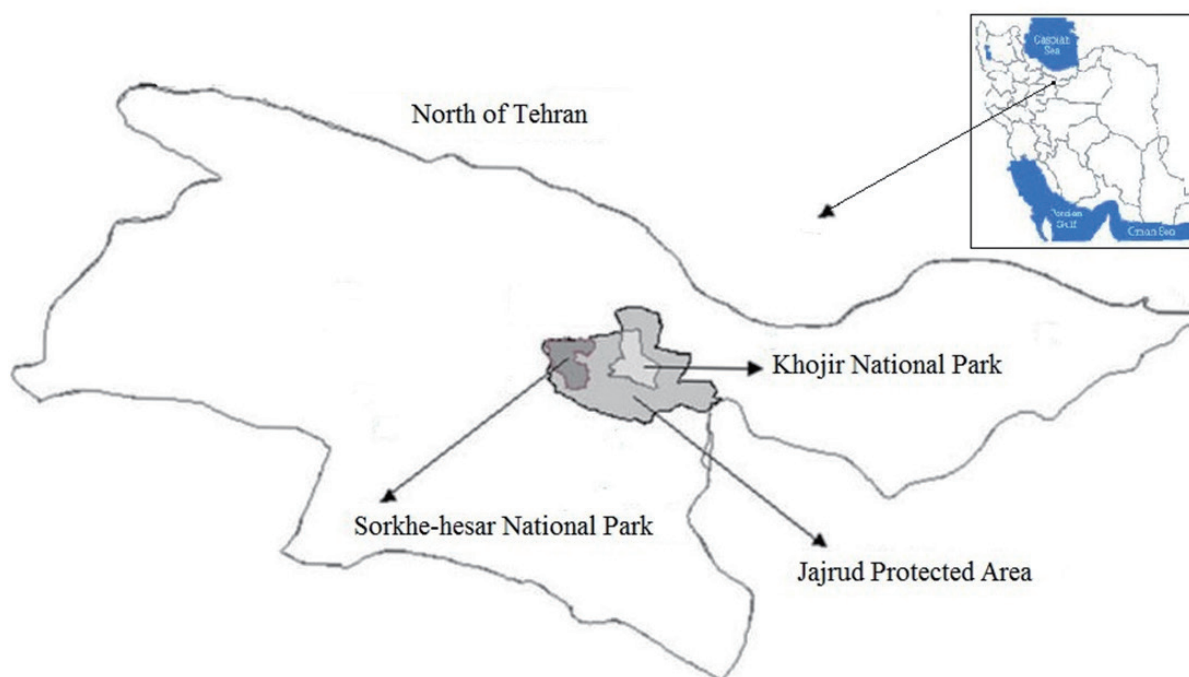 Caspian
Sea
North of Tehran
Persian
Gulf
Oman Sea
Khojir National Park
Sorkhe-hesar National Park
Jajrud Protected Area